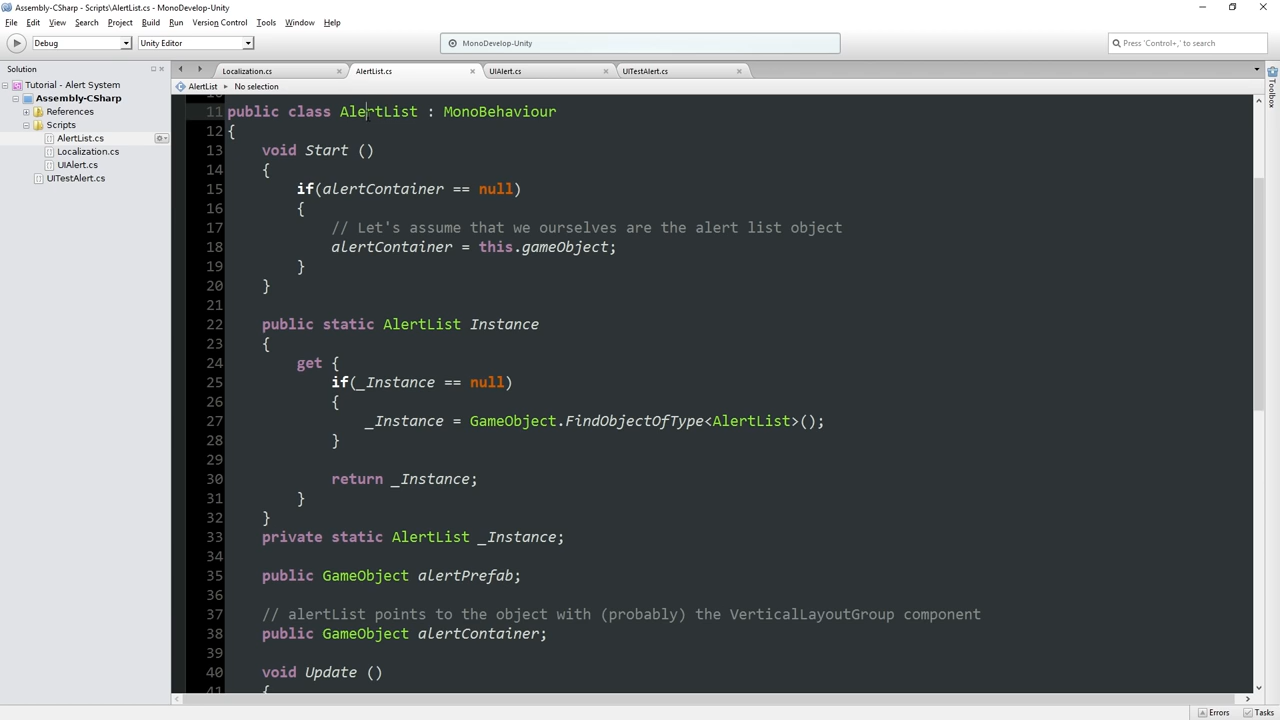 Assembly-CSharp - Scripts\AlertList.cs - MonoDevelop-Unity
File Edit View Search Project Build Run Version Control Tools Window Help
Debug Unity Editor MonoDevelop-Unity Press 'Control+,' to search
Solution
Tutorial - Alert System
Assembly-CSharp
References
Scripts
AlertList.cs
Localization.cs
UIAlert.cs
UITestAlert.cs
Localization.cs AlertList.cs UIAlert.cs UITestAlert.cs
AlertList No selection
10
11 public class AlertList : MonoBehaviour
12 {
13 void Start ()
14 {
15 if(alertContainer == null)
16 {
17 // Let's assume that we ourselves are the alert list object
18 alertContainer = this.gameObject;
19 }
20 }
21
22 public static AlertList Instance
23 {
24 get {
25 if(_Instance == null)
26 {
27 _Instance = GameObject.FindObjectOfType<AlertList>();
28 }
29
30 return _Instance;
31 }
32 }
33 private static AlertList _Instance;
34
35 public GameObject alertPrefab;
36
37 // alertList points to the object with (probably) the VerticalLayoutGroup component
38 public GameObject alertContainer;
39
40 void Update ()
41 {
Toolbox
Errors Tasks